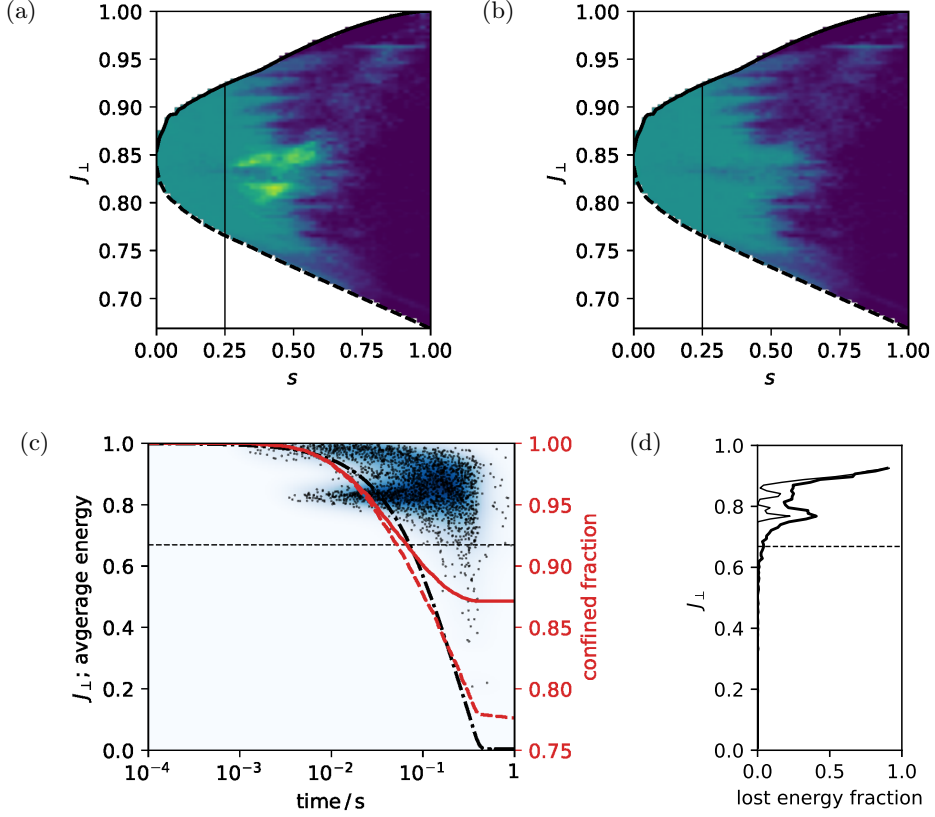 (a)
1.00
0.95
0.90
0.85
0.80
0.75
0.70
J⊥
0.00 0.25 0.50 0.75 1.00
s
(b)
1.00
0.95
0.90
0.85
0.80
0.75
0.70
J⊥
0.00 0.25 0.50 0.75 1.00
s
(c)
1.0
0.8
0.6
0.4
0.2
0.0
J⊥; avgerage energy
10⁻⁴ 10⁻³ 10⁻² 10⁻¹ 1
time/s
1.00
0.95
0.90
0.85
0.80
0.75
confined fraction
(d)
1.0
0.8
0.6
0.4
0.2
0.0
J⊥
0.0 0.5 1.0
lost energy fraction